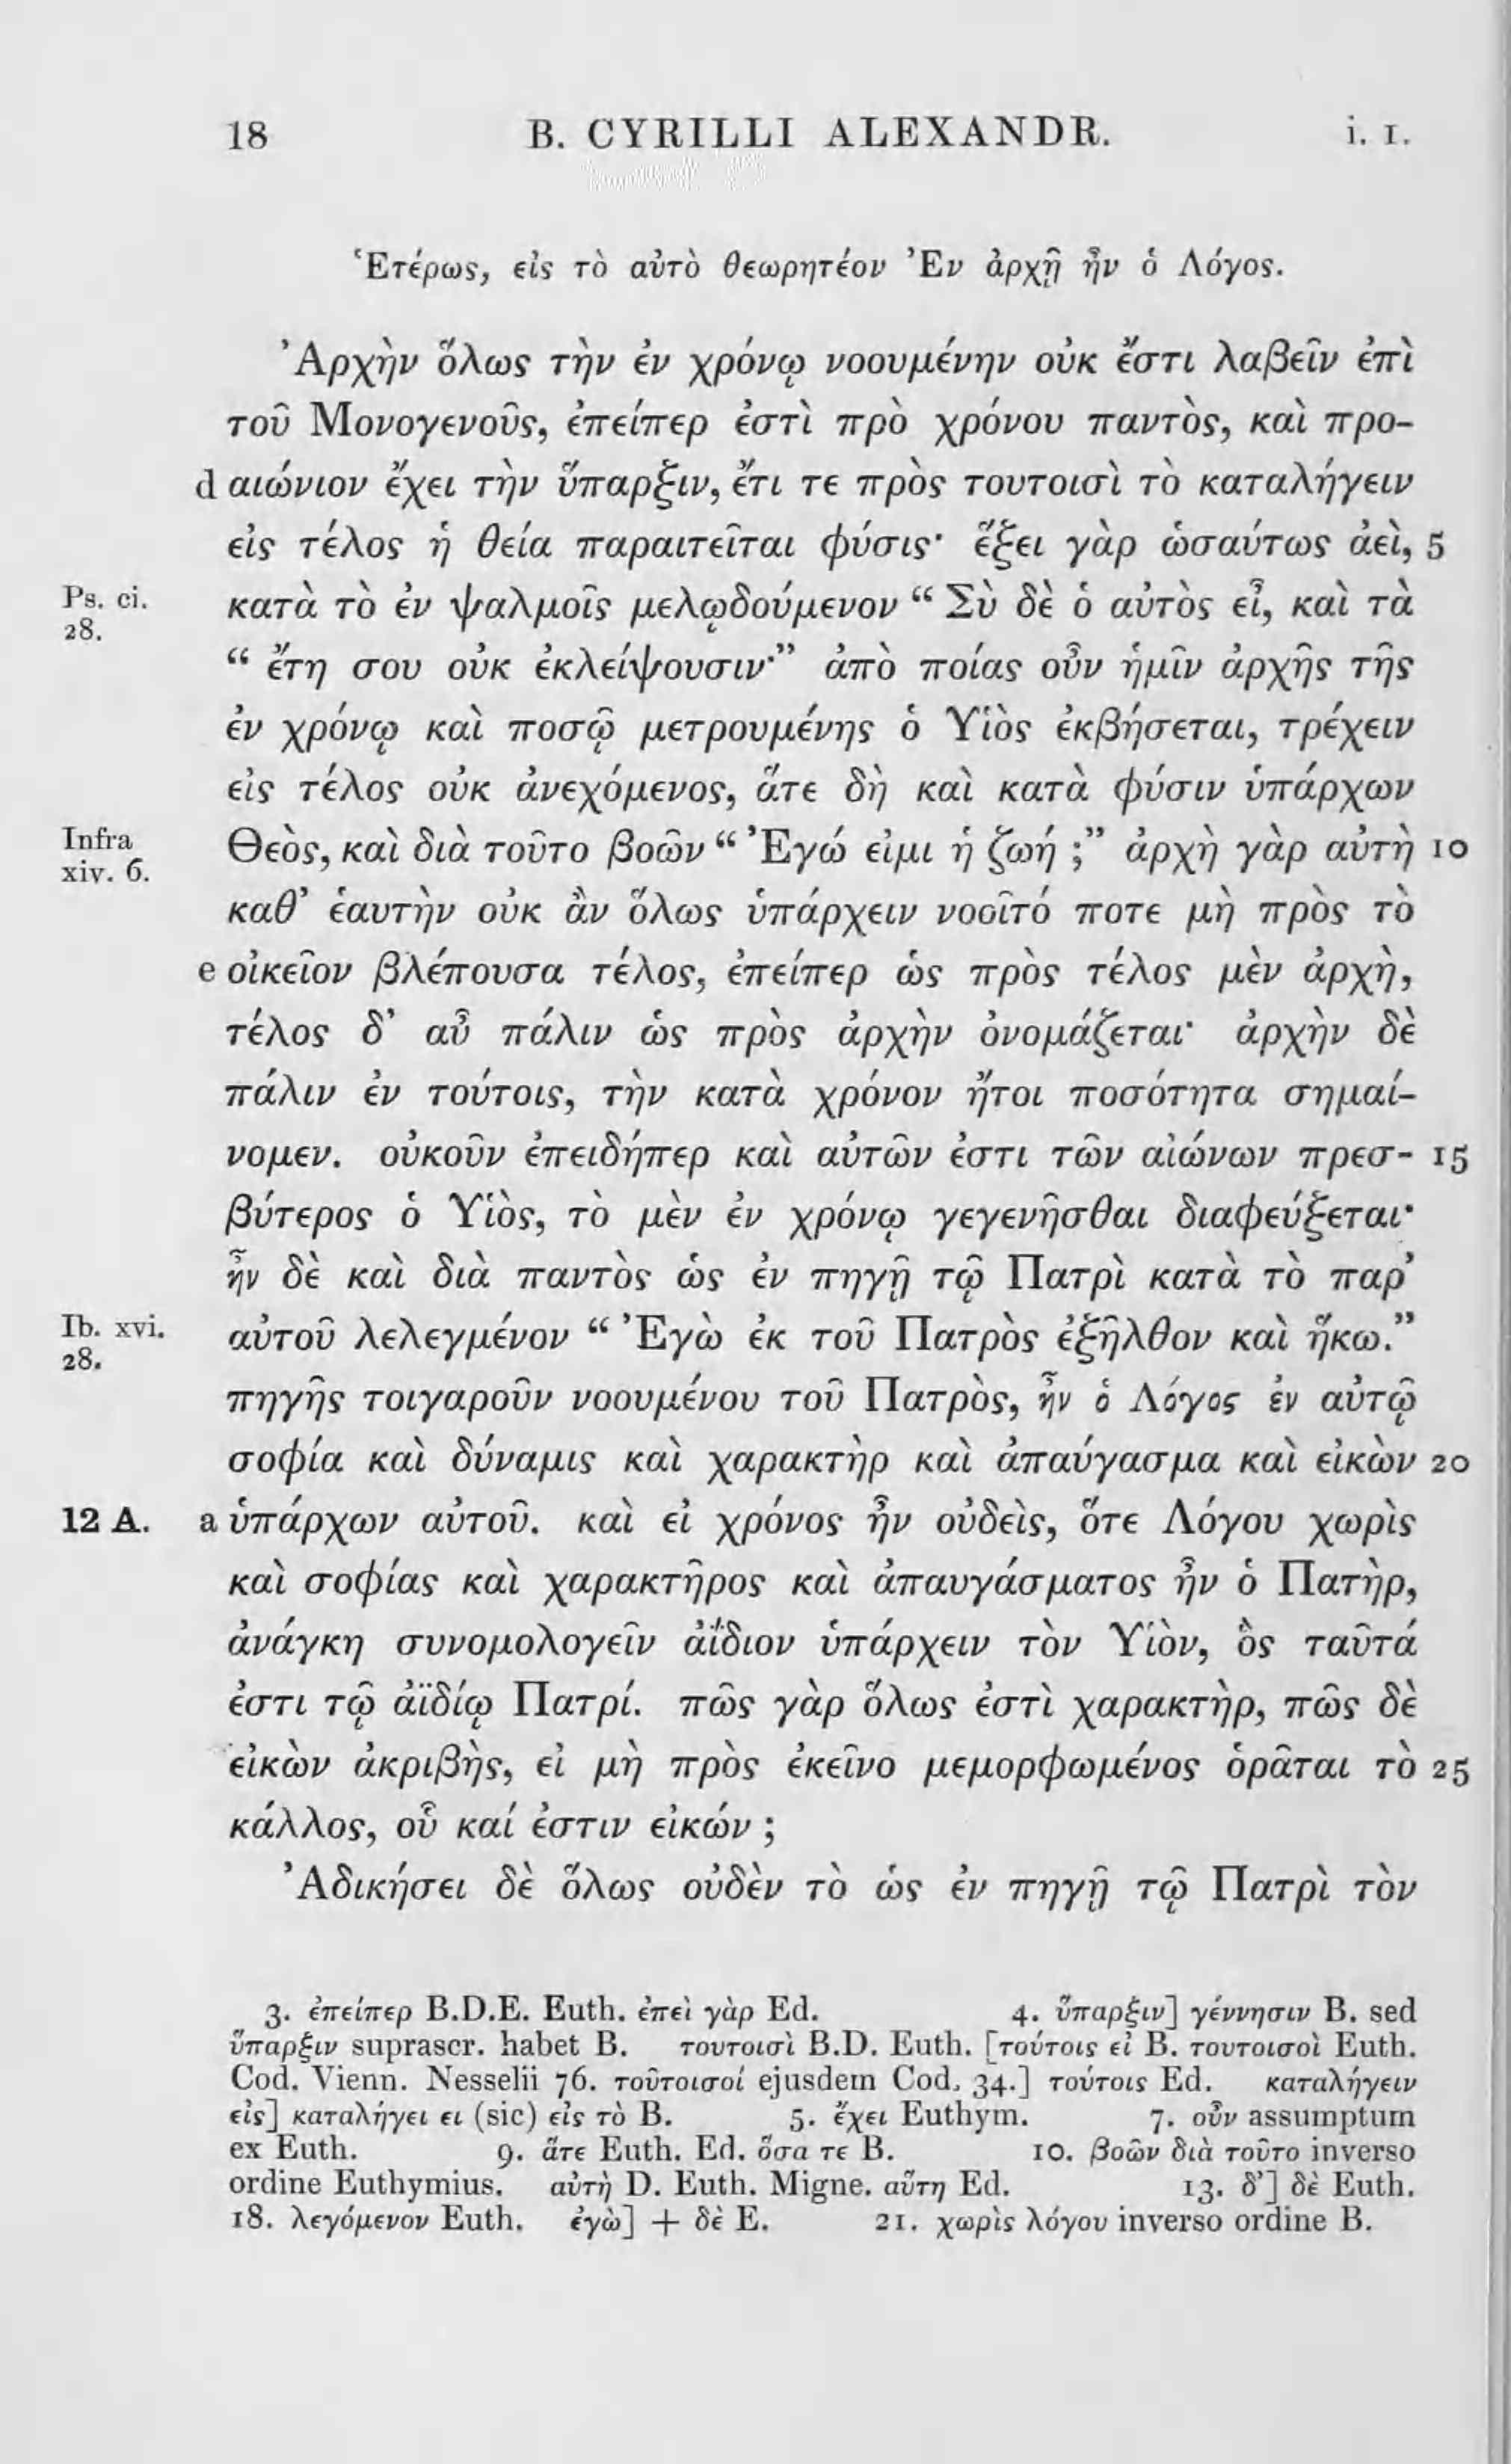 18 B. CYRILLI ALEXANDR. i. 1.
Ἑτέρως, εἰς τὸ αὐτὸ θεωρητέον Ἐν ἀρχῇ ἦν ὁ Λόγος.
Ἀρχὴν ὅλως τὴν ἐν χρόνῳ νοουμένην οὐκ ἔστι λαβεῖν ἐπὶ
τοῦ Μονογενοῦς, ἐπείπερ ἐστὶ πρὸ χρόνου παντὸς, καὶ προ-
d αιώνιον ἔχει τὴν ὕπαρξιν, ἔτι τε πρὸς τουτοισὶ τὸ καταλήγειν
εἰς τέλος ἡ θεία παραιτεῖται φύσις· ἕξει γὰρ ὡσαύτως ἀεὶ, 5
Ps. ci. κατὰ τὸ ἐν ψαλμοῖς μελῳδούμενον “ Σὺ δὲ ὁ αὐτὸς εἶ, καὶ τὰ
28.
“ ἔτη σου οὐκ ἐκλείψουσιν·” ἀπὸ ποίας οὖν ἡμῖν ἀρχῆς τῆς
ἐν χρόνῳ καὶ ποσῷ μετρουμένης ὁ Υἱὸς ἐκβήσεται, τρέχειν
εἰς τέλος οὐκ ἀνεχόμενος, ἅτε δὴ καὶ κατὰ φύσιν ὑπάρχων
Infra Θεὸς, καὶ διὰ τοῦτο βοῶν “ Ἐγώ εἰμι ἡ ζωή ;” ἀρχὴ γὰρ αὐτὴ 10
xiv. 6.
καθ’ ἑαυτὴν οὐκ ἂν ὅλως ὑπάρχειν νοοῖτό ποτε μὴ πρὸς τὸ
e οἰκεῖον βλέπουσα τέλος, ἐπείπερ ὡς πρὸς τέλος μὲν ἀρχὴ,
τέλος δ’ αὖ πάλιν ὡς πρὸς ἀρχὴν ὀνομάζεται· ἀρχὴν δὲ
πάλιν ἐν τούτοις, τὴν κατὰ χρόνον ἤτοι ποσότητα σημαί-
νομεν. οὐκοῦν ἐπειδήπερ καὶ αὐτῶν ἐστι τῶν αἰώνων πρεσ- 15
βύτερος ὁ Υἱὸς, τὸ μὲν ἐν χρόνῳ γεγενῆσθαι διαφεύξεται·
ἦν δὲ καὶ διὰ παντὸς ὡς ἐν πηγῇ τῷ Πατρὶ κατὰ τὸ παρ’
Ib. xvi. αὐτοῦ λελεγμένον “ Ἐγὼ ἐκ τοῦ Πατρὸς ἐξῆλθον καὶ ἥκω.”
28.
πηγῆς τοιγαροῦν νοουμένου τοῦ Πατρὸς, ἦν ὁ Λόγος ἐν αὐτῷ
σοφία καὶ δύναμις καὶ χαρακτὴρ καὶ ἀπαύγασμα καὶ εἰκὼν 20
12 A. a ὑπάρχων αὐτοῦ. καὶ εἰ χρόνος ἦν οὐδεὶς, ὅτε Λόγου χωρὶς
καὶ σοφίας καὶ χαρακτῆρος καὶ ἀπαυγάσματος ἦν ὁ Πατὴρ,
ἀνάγκη συνομολογεῖν ἀΐδιον ὑπάρχειν τὸν Υἱὸν, ὃς ταῦτά
ἐστι τῷ ἀϊδίῳ Πατρί. πῶς γὰρ ὅλως ἐστὶ χαρακτὴρ, πῶς δὲ
εἰκὼν ἀκριβὴς, εἰ μὴ πρὸς ἐκεῖνο μεμορφωμένος ὁρᾶται τὸ 25
κάλλος, οὗ καί ἐστιν εἰκών ;
Ἀδικήσει δὲ ὅλως οὐδὲν τὸ ὡς ἐν πηγῇ τῷ Πατρὶ τὸν
3. ἐπείπερ B.D.E. Euth. ἐπεὶ γὰρ Ed. 4. ὕπαρξιν] γέννησιν B. sed
ὕπαρξιν suprascr. habet B. τουτοισὶ B.D. Euth. [τούτοις εἰ B. τουτοισοὶ Euth.
Cod. Vienn. Nesselii 76. τοῦτοισοί ejusdem Cod. 34.] τούτοις Ed. καταλήγειν
εἰς] καταλήγει ει (sic) εἰς τὸ B. 5. ἔχει Euthym. 7. οὖν assumptum
ex Euth. 9. ἅτε Euth. Ed. ὅσα τε B. 10. βοῶν διὰ τοῦτο inverso
ordine Euthymius. αὐτὴ D. Euth. Migne. αὕτη Ed. 13. δ’] δὲ Euth.
18. λεγόμενον Euth. ἐγὼ] + δὲ E. 21. χωρὶς λόγου inverso ordine B.